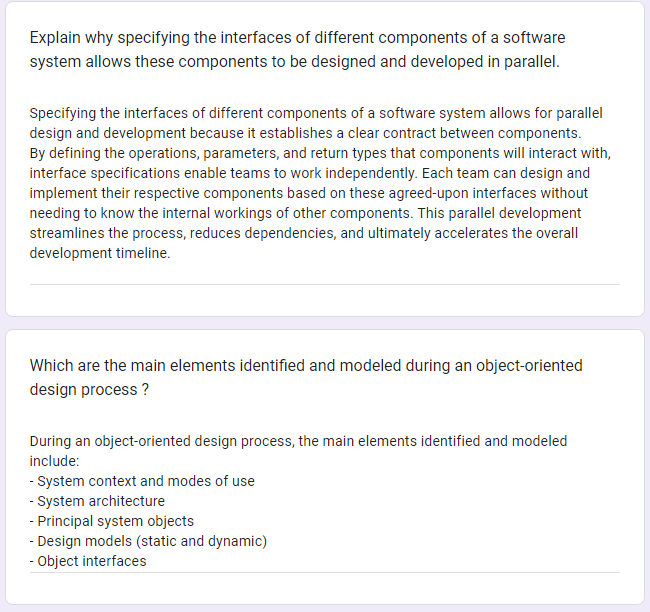 Explain why specifying the interfaces of different components of a software
system allows these components to be designed and developed in parallel.
Specifying the interfaces of different components of a software system allows for parallel
design and development because it establishes a clear contract between components.
By defining the operations, parameters, and return types that components will interact with,
interface specifications enable teams to work independently. Each team can design and
implement their respective components based on these agreed-upon interfaces without
needing to know the internal workings of other components. This parallel development
streamlines the process, reduces dependencies, and ultimately accelerates the overall
development timeline.
Which are the main elements identified and modeled during an object-oriented
design process ?
During an object-oriented design process, the main elements identified and modeled
include:
- System context and modes of use
- System architecture
- Principal system objects
- Design models (static and dynamic)
- Object interfaces